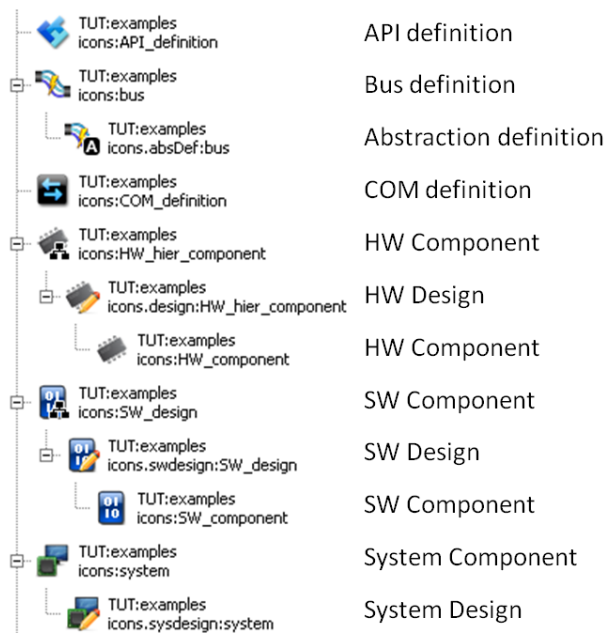 TUT:examples
icons:API_definition
API definition
TUT:examples
icons:bus
Bus definition
TUT:examples
icons.absDef:bus
Abstraction definition
TUT:examples
icons:COM_definition
COM definition
TUT:examples
icons:HW_hier_component
HW Component
TUT:examples
icons.design:HW_hier_component
HW Design
TUT:examples
icons:HW_component
HW Component
TUT:examples
icons:SW_design
SW Component
TUT:examples
icons.swdesign:SW_design
SW Design
TUT:examples
icons:SW_component
SW Component
TUT:examples
icons:system
System Component
TUT:examples
icons.sysdesign:system
System Design